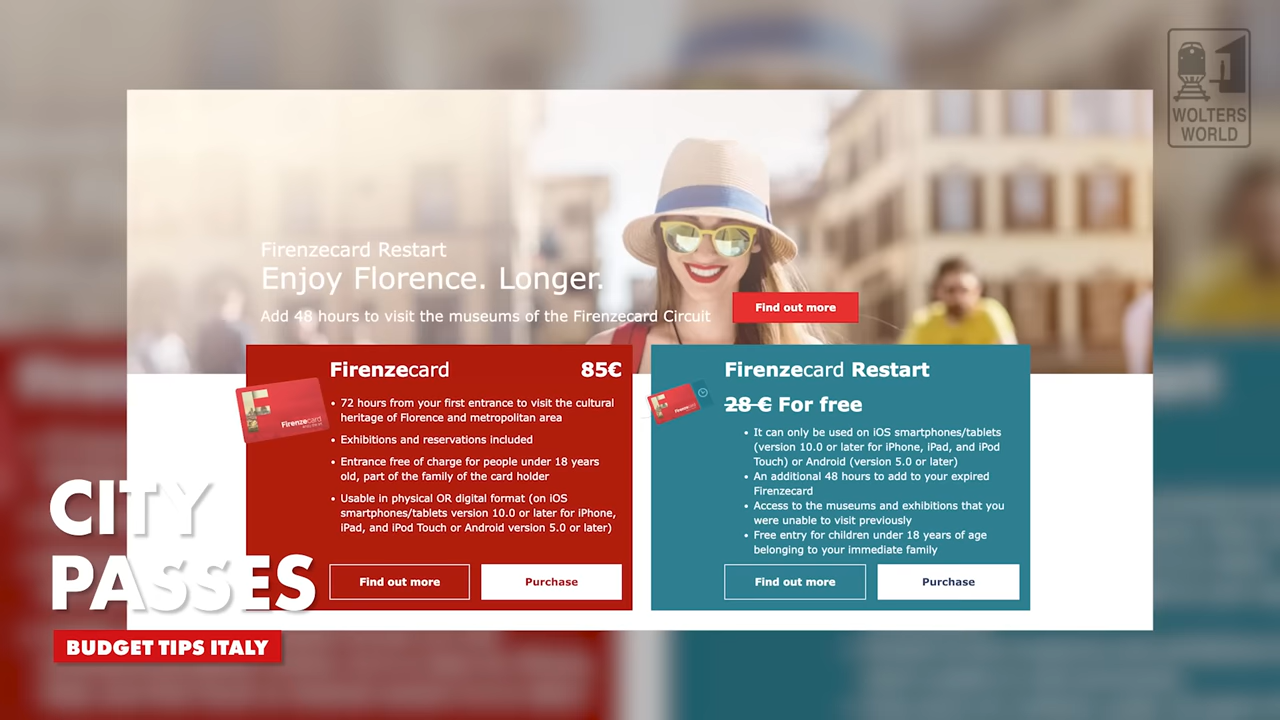 WOLTERS
WORLD
Firenzecard Restart
Enjoy Florence. Longer.
Add 48 hours to visit the museums of the Firenzecard Circuit
Find out more
Firenzecard 85€
• 72 hours from your first entrance to visit the cultural
heritage of Florence and metropolitan area
• Exhibitions and reservations included
• Entrance free of charge for people under 18 years
old, part of the family of the card holder
• Usable in physical OR digital format (on iOS
smartphones/tablets version 10.0 or later for iPhone,
iPad, and iPod Touch or Android version 5.0 or later)
Find out more
Purchase
Firenzecard
Firenzecard Restart
28 € For free
• It can only be used on iOS smartphones/tablets
(version 10.0 or later for iPhone, iPad, and iPod
Touch) or Android (version 5.0 or later)
• An additional 48 hours to add to your expired
Firenzecard
• Access to the museums and exhibitions that you
were unable to visit previously
• Free entry for children under 18 years of age
belonging to your immediate family
Find out more
Purchase
CITY
PASSES
BUDGET TIPS ITALY